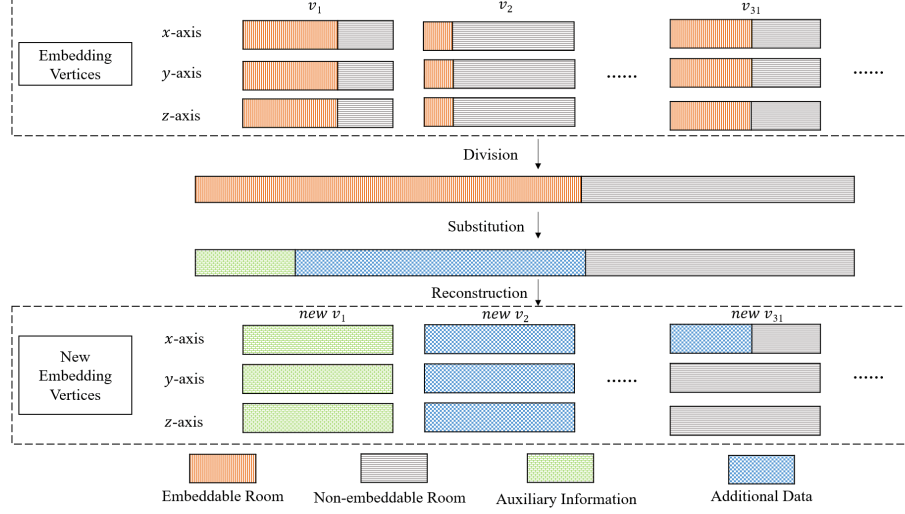 v₁ v₂ v₃₁
Embedding
Vertices
x-axis
y-axis
z-axis
...... ......
Division
Substitution
Reconstruction
new v₁ new v₂ new v₃₁
New
Embedding
Vertices
x-axis
y-axis
z-axis
...... ......
Embeddable Room
Non-embeddable Room
Auxiliary Information
Additional Data